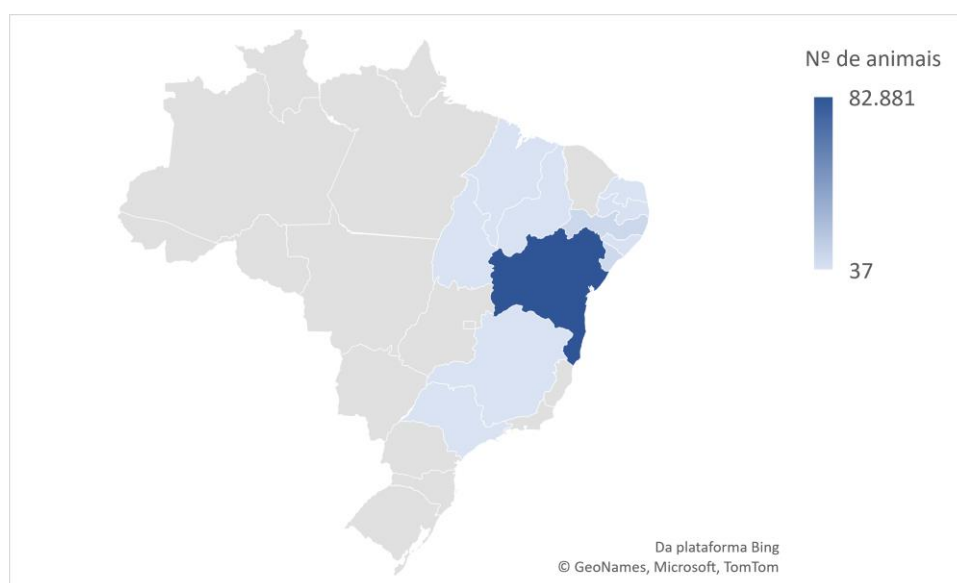 Nº de animais
82.881
37
Da plataforma Bing
© GeoNames, Microsoft, TomTom